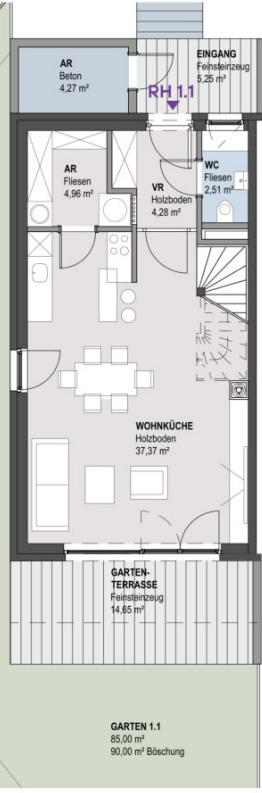 AR
Beton
4,27 m²
EINGANG
Feinsteinzeug
5,25 m²
RH 1.1
AR
Fliesen
4,96 m²
VR
Holzboden
4,28 m²
WC
Fliesen
2,51 m²
WOHNKÜCHE
Holzboden
37,37 m²
GARTEN-
TERRASSE
Feinsteinzeug
14,65 m²
GARTEN 1.1
85,00 m²
90,00 m² Böschung